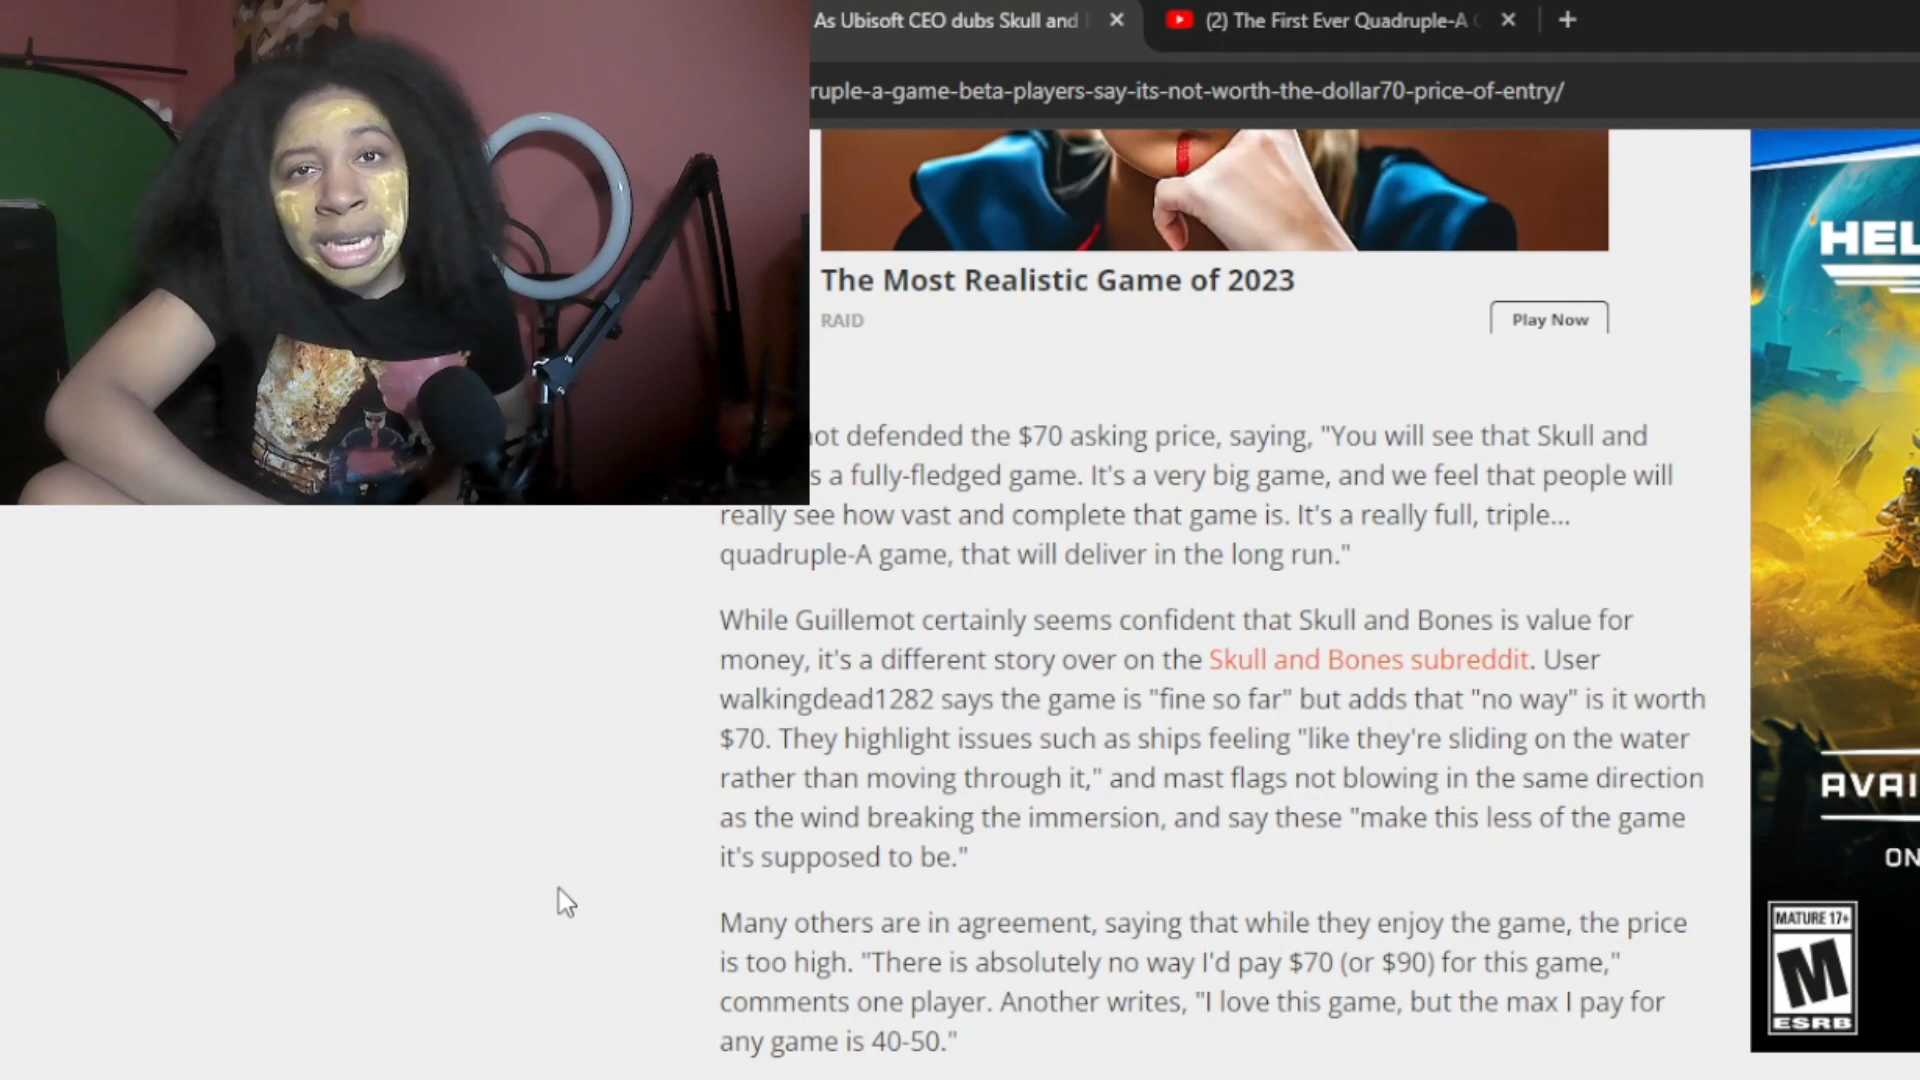 As Ubisoft CEO dubs Skull and
(2) The First Ever Quadruple-A
ruple-a-game-beta-players-say-its-not-worth-the-dollar70-price-of-entry/
The Most Realistic Game of 2023
RAID
Play Now
ot defended the $70 asking price, saying, "You will see that Skull and
s a fully-fledged game. It's a very big game, and we feel that people will
really see how vast and complete that game is. It's a really full, triple...
quadruple-A game, that will deliver in the long run."
While Guillemot certainly seems confident that Skull and Bones is value for
money, it's a different story over on the Skull and Bones subreddit. User
walkingdead1282 says the game is "fine so far" but adds that "no way" is it worth
$70. They highlight issues such as ships feeling "like they're sliding on the water
rather than moving through it," and mast flags not blowing in the same direction
as the wind breaking the immersion, and say these "make this less of the game
it's supposed to be."
Many others are in agreement, saying that while they enjoy the game, the price
is too high. "There is absolutely no way I'd pay $70 (or $90) for this game,"
comments one player. Another writes, "I love this game, but the max I pay for
any game is 40-50."
HEL
AVAI
ON
MATURE 17+
M
ESRB